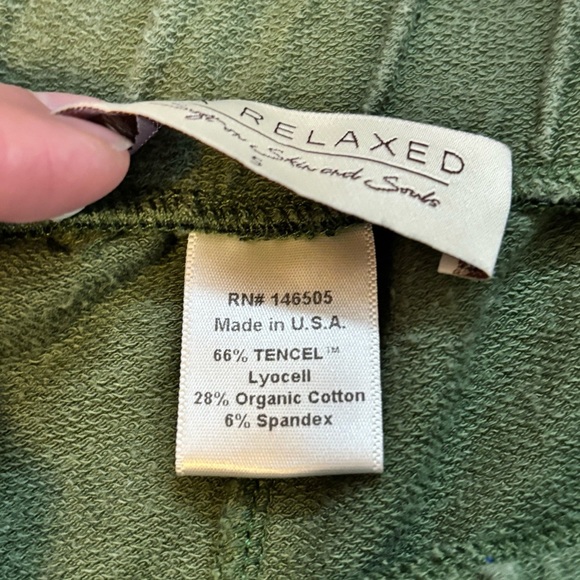 RELAXED
Skin and Souls
S
RN# 146505
Made in U.S.A.
66% TENCEL™
Lyocell
28% Organic Cotton
6% Spandex